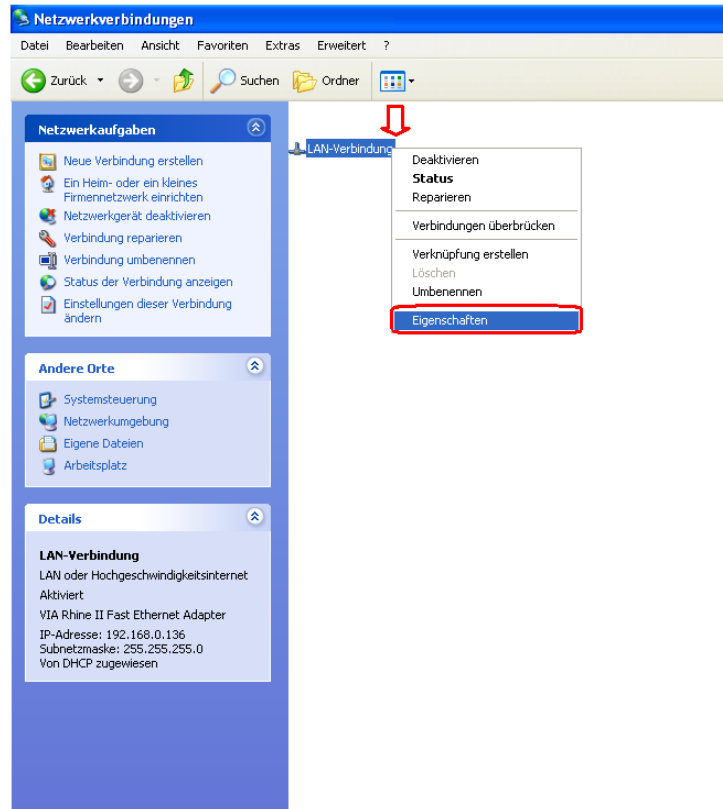 Netzwerkverbindungen
Datei Bearbeiten Ansicht Favoriten Extras Erweitert ?
Zurück Suchen Ordner
Netzwerkaufgaben
Neue Verbindung erstellen
Ein Heim- oder ein kleines
Firmennetzwerk einrichten
Netzwerkgerät deaktivieren
Verbindung reparieren
Verbindung umbenennen
Status der Verbindung anzeigen
Einstellungen dieser Verbindung
ändern
Andere Orte
Systemsteuerung
Netzwerkumgebung
Eigene Dateien
Arbeitsplatz
Details
LAN-Verbindung
LAN oder Hochgeschwindigkeitsinternet
Aktiviert
VIA Rhine II Fast Ethernet Adapter
IP-Adresse: 192.168.0.136
Subnetzmaske: 255.255.255.0
Von DHCP zugewiesen
LAN-Verbindung
Deaktivieren
Status
Reparieren
Verbindungen überbrücken
Verknüpfung erstellen
Löschen
Umbenennen
Eigenschaften